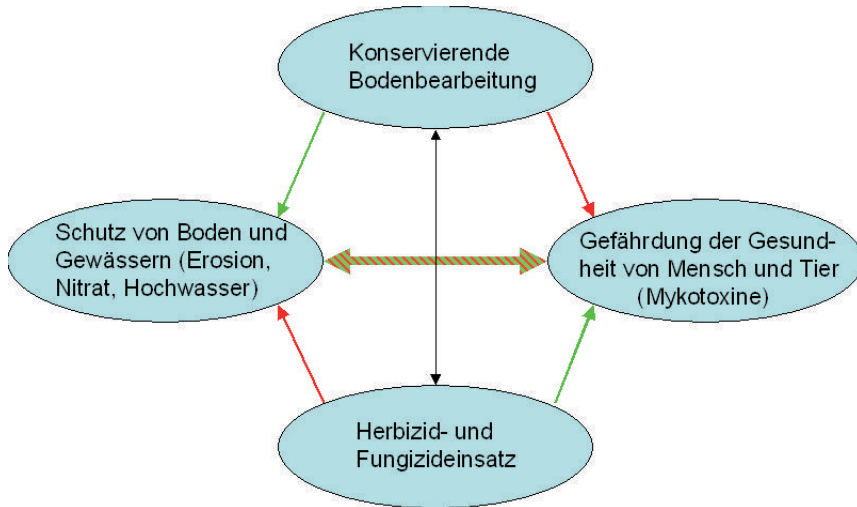 Konservierende
Bodenbearbeitung
Schutz von Boden und
Gewässern (Erosion,
Nitrat, Hochwasser)
Gefährdung der Gesund-
heit von Mensch und Tier
(Mykotoxine)
Herbizid- und
Fungizideinsatz